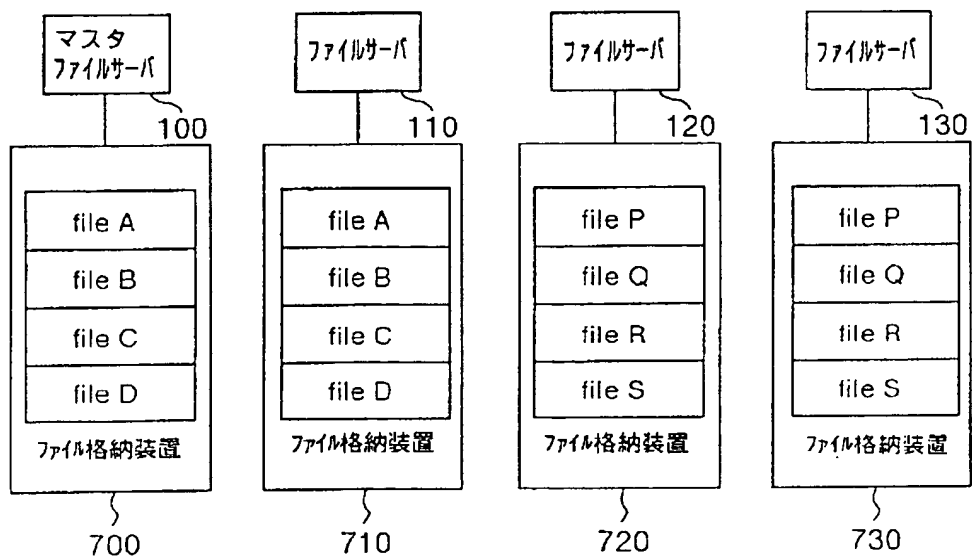 マスタ
ファイルサーバ
100
file A
file B
file C
file D
ファイル格納装置
700
ファイルサーバ
110
file A
file B
file C
file D
ファイル格納装置
710
ファイルサーバ
120
file P
file Q
file R
file S
ファイル格納装置
720
ファイルサーバ
130
file P
file Q
file R
file S
ファイル格納装置
730